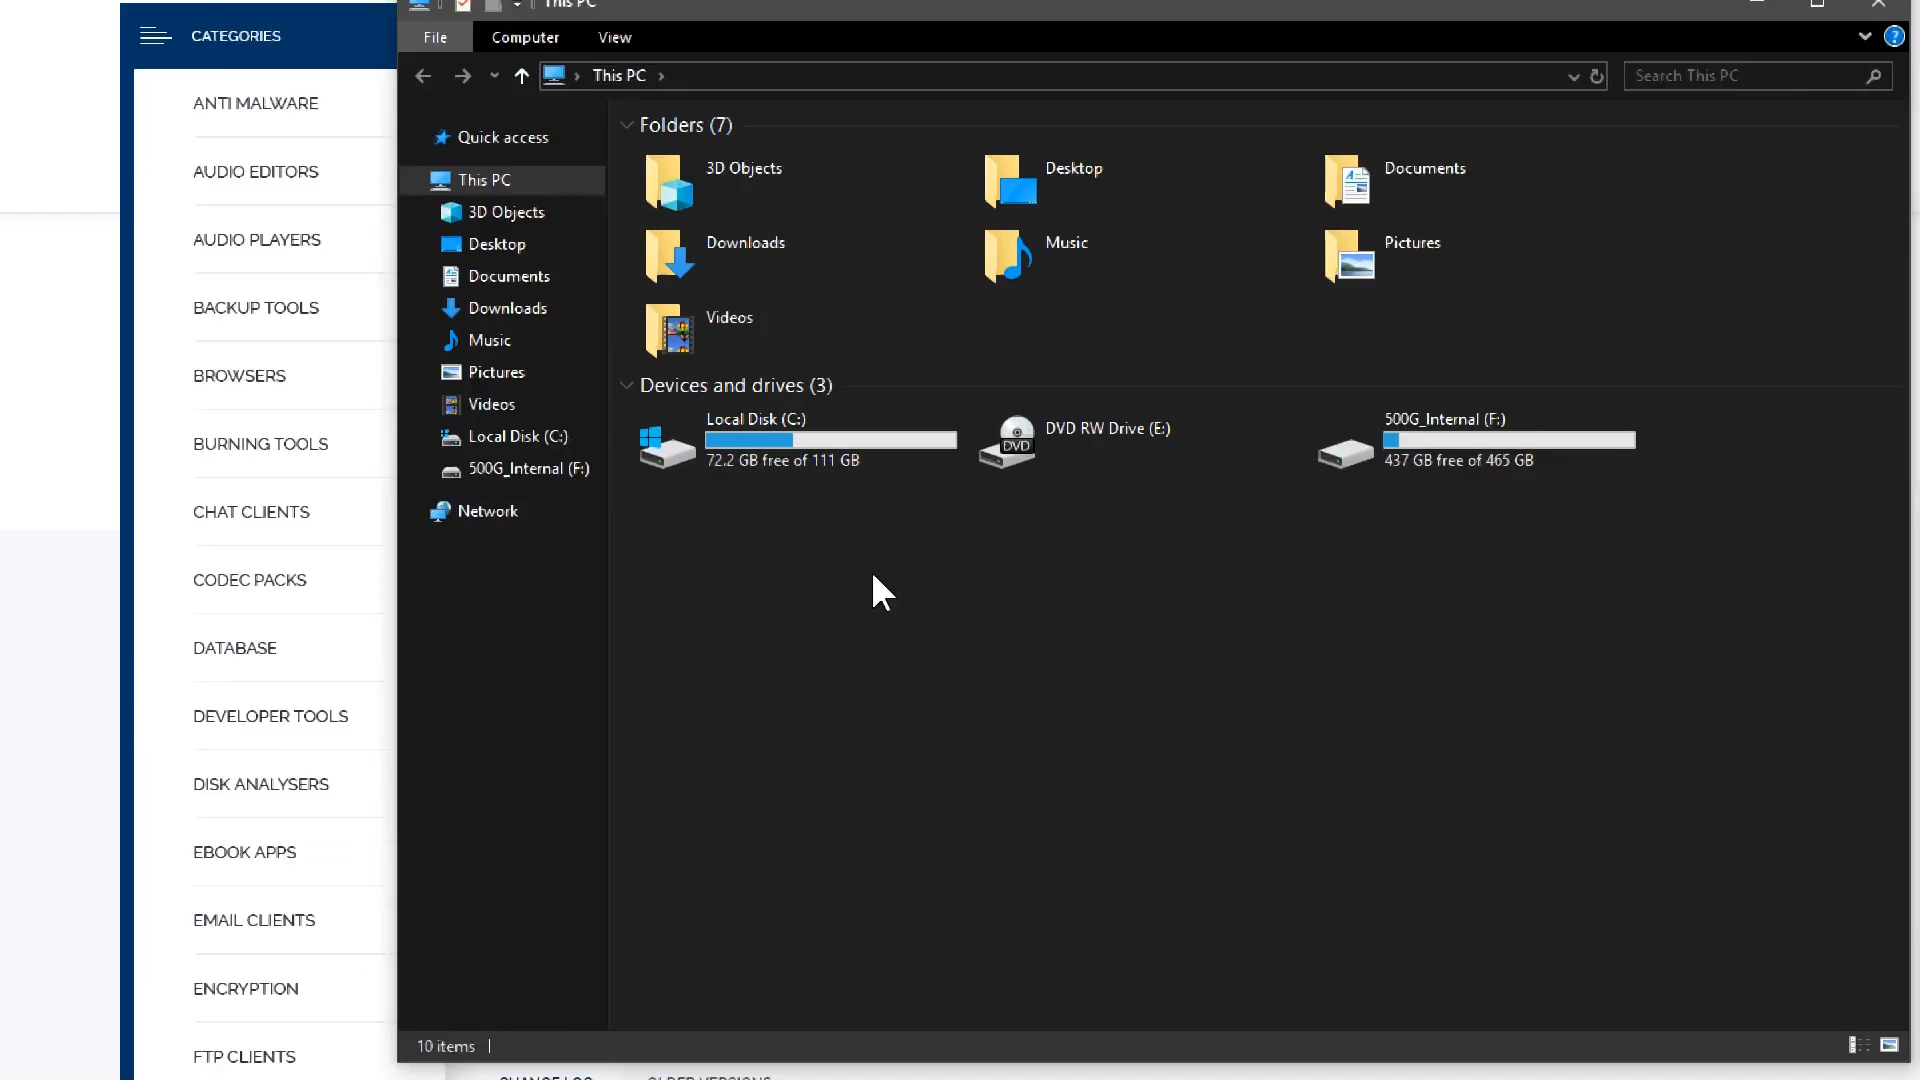 CATEGORIES
ANTI MALWARE
AUDIO EDITORS
AUDIO PLAYERS
BACKUP TOOLS
BROWSERS
BURNING TOOLS
CHAT CLIENTS
CODEC PACKS
DATABASE
DEVELOPER TOOLS
DISK ANALYSERS
EBOOK APPS
EMAIL CLIENTS
ENCRYPTION
FTP CLIENTS
This PC
File Computer View
This PC
Search This PC
Quick access
This PC
3D Objects
Desktop
Documents
Downloads
Music
Pictures
Videos
Local Disk (C:)
500G_Internal (F:)
Network
Folders (7)
3D Objects
Desktop
Documents
Downloads
Music
Pictures
Videos
Devices and drives (3)
Local Disk (C:)
72.2 GB free of 111 GB
DVD
DVD RW Drive (E:)
500G_Internal (F:)
437 GB free of 465 GB
10 items
CHANGE LOG OLDER VERSIONS